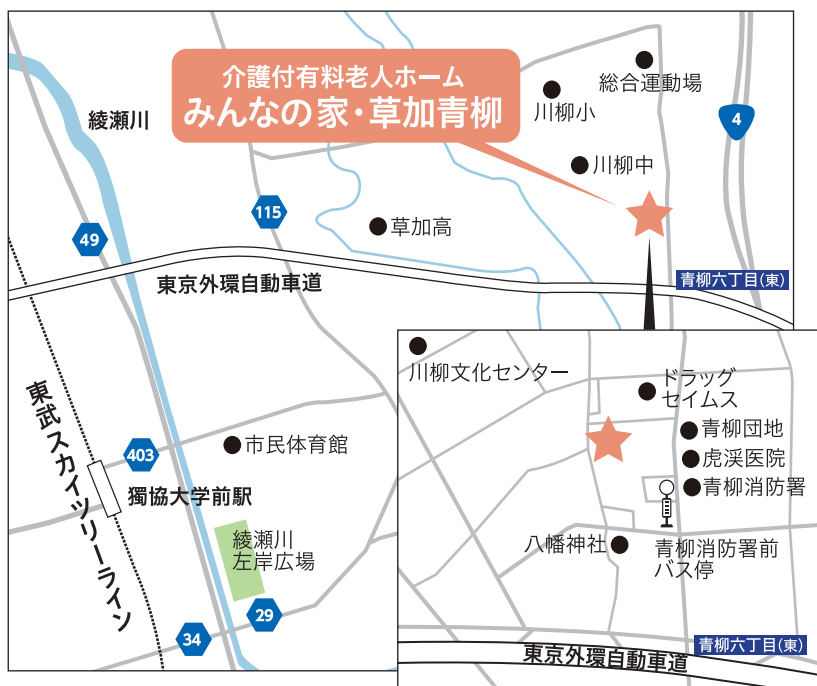 介護付有料老人ホーム
みんなの家・草加青柳
綾瀬川
総合運動場
川柳小
4
川柳中
115
草加高
49
東京外環自動車道
青柳六丁目(東)
東武スカイツリーライン
403
市民体育館
獨協大学前駅
綾瀬川
左岸広場
29
34
川柳文化センター
ドラッグ
セイムス
青柳団地
虎渓医院
青柳消防署
八幡神社
青柳消防署前
バス停
青柳六丁目(東)
東京外環自動車道